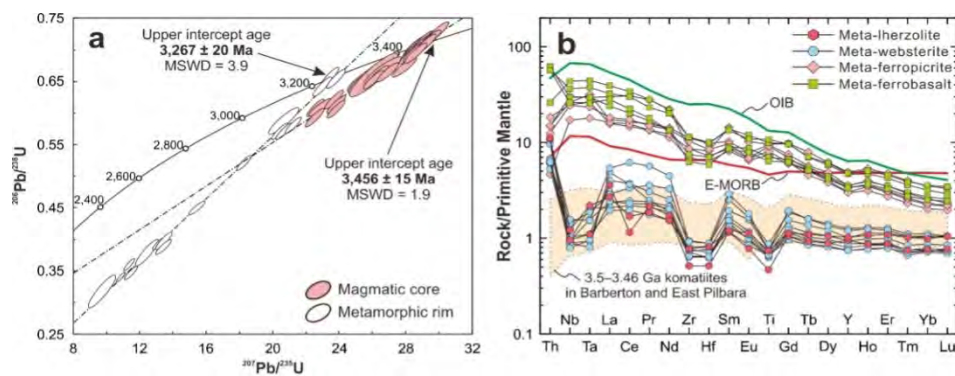 a
Upper intercept age
3,267 ± 20 Ma
MSWD = 3.9
3,400
3,200
3,000
2,800
2,600
2,400
Upper intercept age
3,456 ± 15 Ma
MSWD = 1.9
Magmatic core
Metamorphic rim
0.75
0.65
0.55
0.45
0.35
0.25
206Pb/238U
8 12 16 20 24 28 32
207Pb/235U
b
Meta-lherzolite
Meta-websterite
Meta-ferropicrite
Meta-ferrobasalt
OIB
E-MORB
3.5–3.46 Ga komatiites
in Barberton and East Pilbara
100
10
1
0.1
Rock/Primitive Mantle
Nb La Pr Zr Sm Ti Tb Y Er Yb
Th Ta Ce Nd Hf Eu Gd Dy Ho Tm Lu